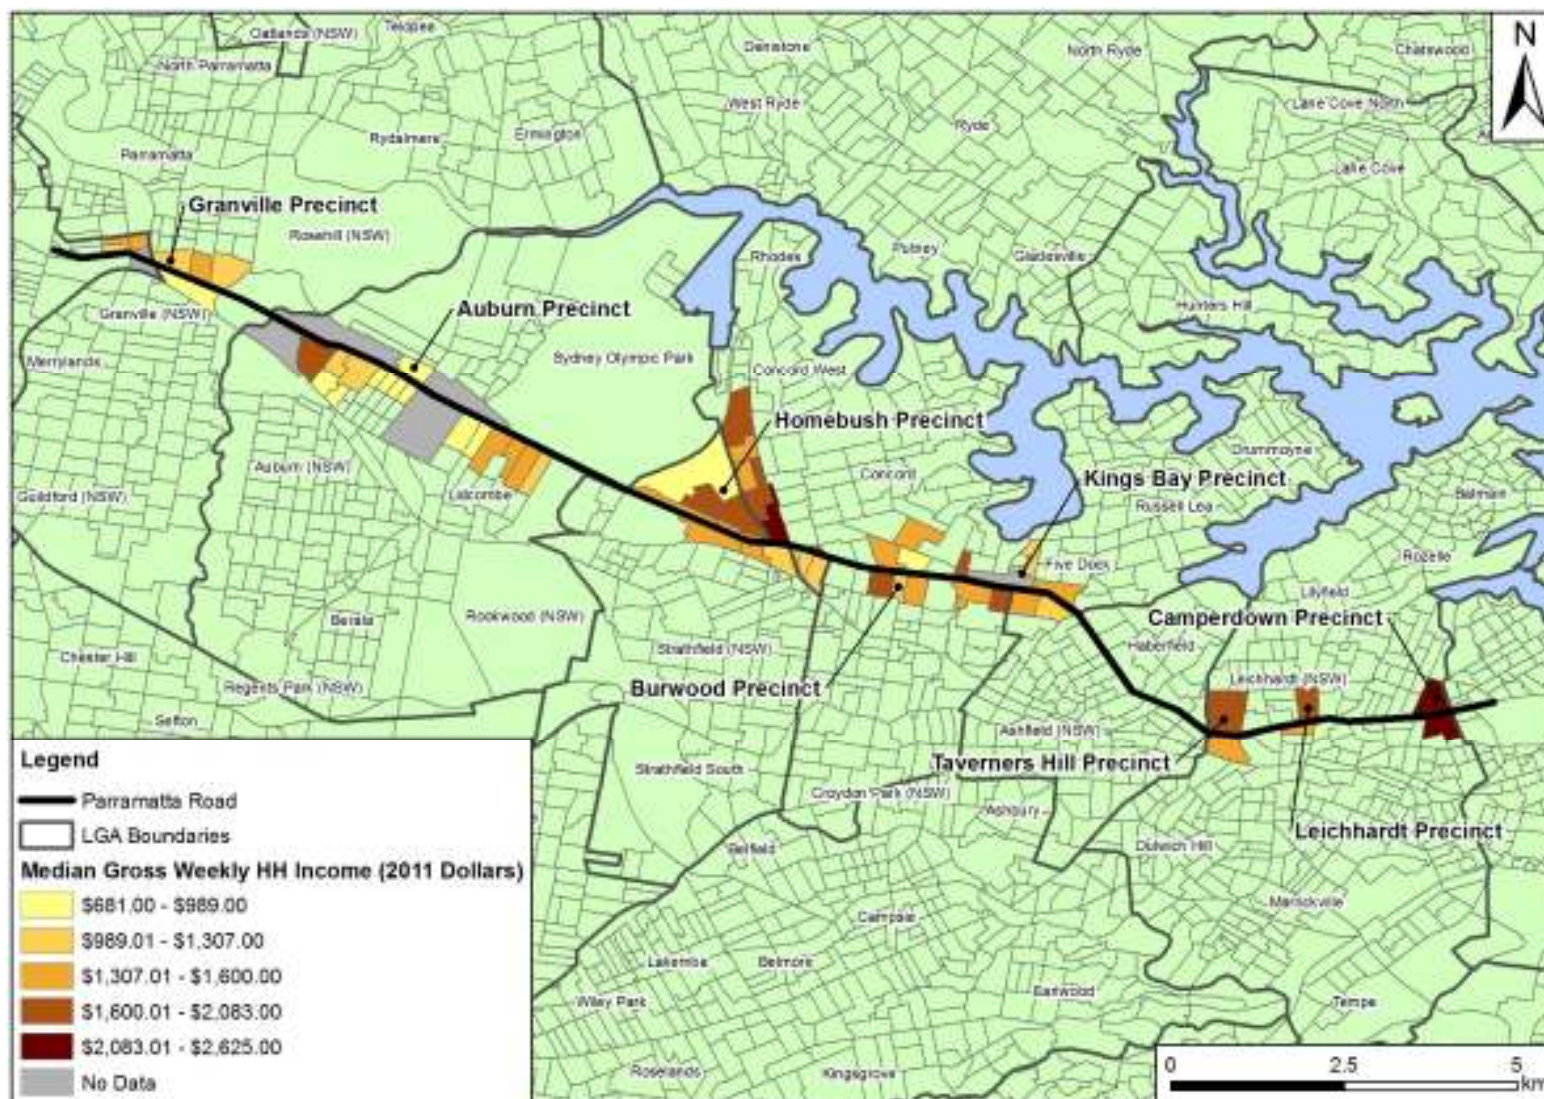 Oatlands (NSW)
Telopea
North Parramatta
Denistone
North Ryde
Chatswood
N
West Ryde
Lane Cove North
Rydalmere
Ermington
Ryde
Parramatta
Lane Cove
Granville Precinct
Rosehill (NSW)
Rhodes
Putney
Gladesville
Hunters Hill
Granville (NSW)
Auburn Precinct
Merrylands
Sydney Olympic Park
Concord West
Homebush Precinct
Drummoyne
Auburn (NSW)
Concord
Kings Bay Precinct
Guildford (NSW)
Lidcombe
Russell Lea
Balmain
Rozelle
Five Dock
Lilyfield
Berala
Rookwood (NSW)
Camperdown Precinct
Chester Hill
Strathfield (NSW)
Haberfield
Regents Park (NSW)
Burwood Precinct
Leichhardt (NSW)
Sefton
Ashfield (NSW)
Strathfield South
Taverners Hill Precinct
Croydon Park (NSW)
Ashbury
Leichhardt Precinct
Belfield
Dulwich Hill
Marrickville
Campsie
Lakemba
Belmore
Wiley Park
Earlwood
Tempe
Roselands
Kingsgrove
Legend
Parramatta Road
LGA Boundaries
Median Gross Weekly HH Income (2011 Dollars)
$681.00 - $989.00
$989.01 - $1,307.00
$1,307.01 - $1,600.00
$1,600.01 - $2,083.00
$2,083.01 - $2,625.00
No Data
0 2.5 5
km